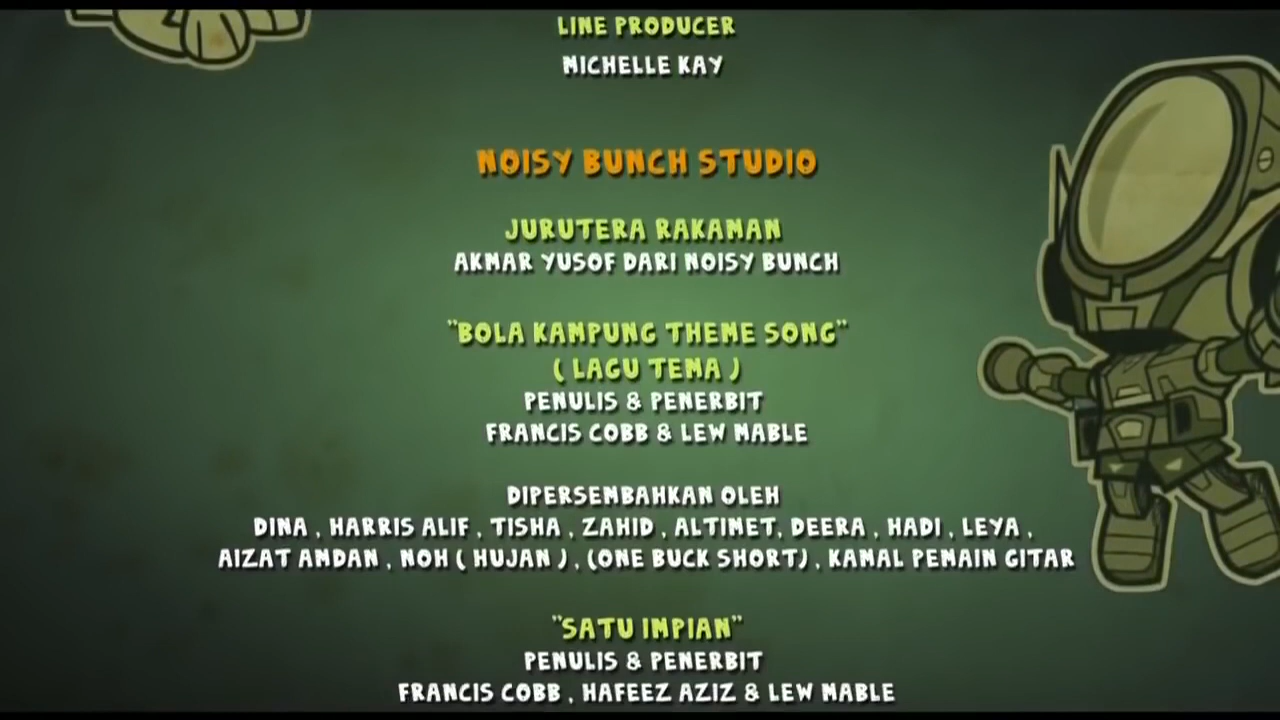 LINE PRODUCER
MICHELLE KAY
NOISY BUNCH STUDIO
JURUTERA RAKAMAN
AKMAR YUSOF DARI NOISY BUNCH
"BOLA KAMPUNG THEME SONG"
( LAGU TEMA )
PENULIS & PENERBIT
FRANCIS COBB & LEW MABLE
DIPERSEMBAHKAN OLEH
DINA , HARRIS ALIF , TISHA , ZAHID , ALTIMET, DEERA , HADI , LEYA ,
AIZAT AMDAN , NOH ( HUJAN ) , (ONE BUCK SHORT) , KAMAL PEMAIN GITAR
"SATU IMPIAN"
PENULIS & PENERBIT
FRANCIS COBB , HAFEEZ AZIZ & LEW MABLE